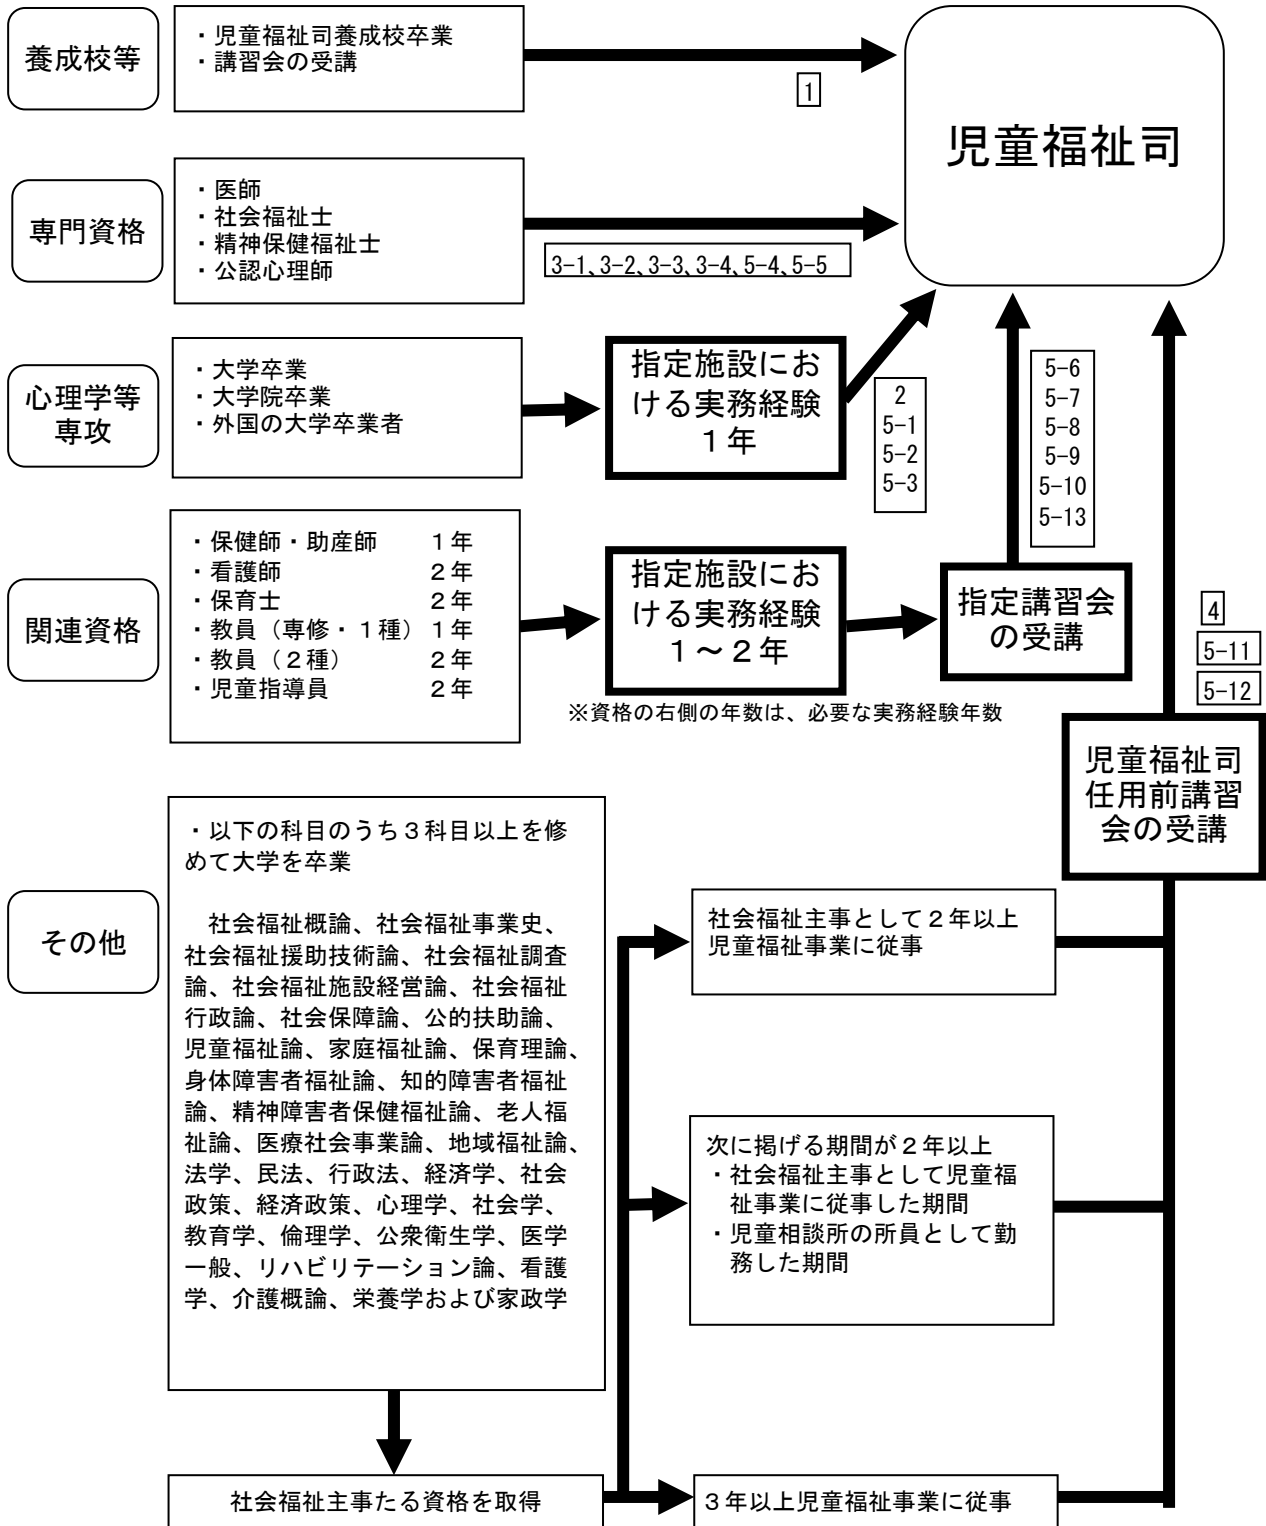 養成校等
・児童福祉司養成校卒業
・講習会の受講
1
児童福祉司
専門資格
・医師
・社会福祉士
・精神保健福祉士
・公認心理師
3-1、3-2、3-3、3-4、5-4、5-5
心理学等
専攻
・大学卒業
・大学院卒業
・外国の大学卒業者
指定施設にお
ける実務経験
１年
2
5-1
5-2
5-3
5-6
5-7
5-8
5-9
5-10
5-13
関連資格
・保健師・助産師　　１年
・看護師　　　　　　２年
・保育士　　　　　　２年
・教員（専修・１種）１年
・教員（２種）　　　２年
・児童指導員　　　　２年
指定施設にお
ける実務経験
１～２年
指定講習会
の受講
※資格の右側の年数は、必要な実務経験年数
4
5-11
5-12
児童福祉司
任用前講習
会の受講
その他
・以下の科目のうち３科目以上を修
めて大学を卒業
社会福祉概論、社会福祉事業史、
社会福祉援助技術論、社会福祉調査
論、社会福祉施設経営論、社会福祉
行政論、社会保障論、公的扶助論、
児童福祉論、家庭福祉論、保育理論、
身体障害者福祉論、知的障害者福祉
論、精神障害者保健福祉論、老人福
祉論、医療社会事業論、地域福祉論、
法学、民法、行政法、経済学、社会
政策、経済政策、心理学、社会学、
教育学、倫理学、公衆衛生学、医学
一般、リハビリテーション論、看護
学、介護概論、栄養学および家政学
社会福祉主事として２年以上
児童福祉事業に従事
次に掲げる期間が２年以上
・社会福祉主事として児童福
祉事業に従事した期間
・児童相談所の所員として勤
務した期間
社会福祉主事たる資格を取得
３年以上児童福祉事業に従事